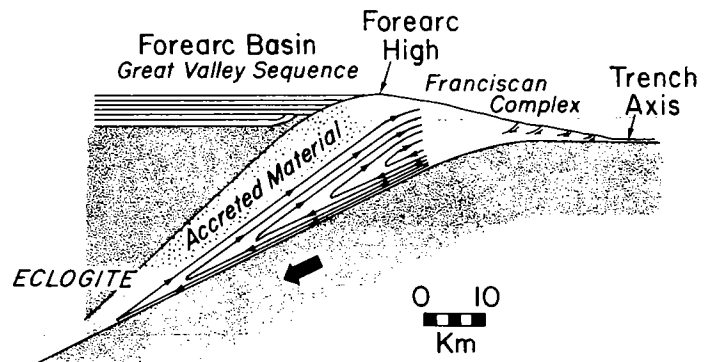 Forearc Basin
Great Valley Sequence
Forearc
High
Franciscan
Complex
Trench
Axis
Accreted Material
ECLOGITE
0 10
Km